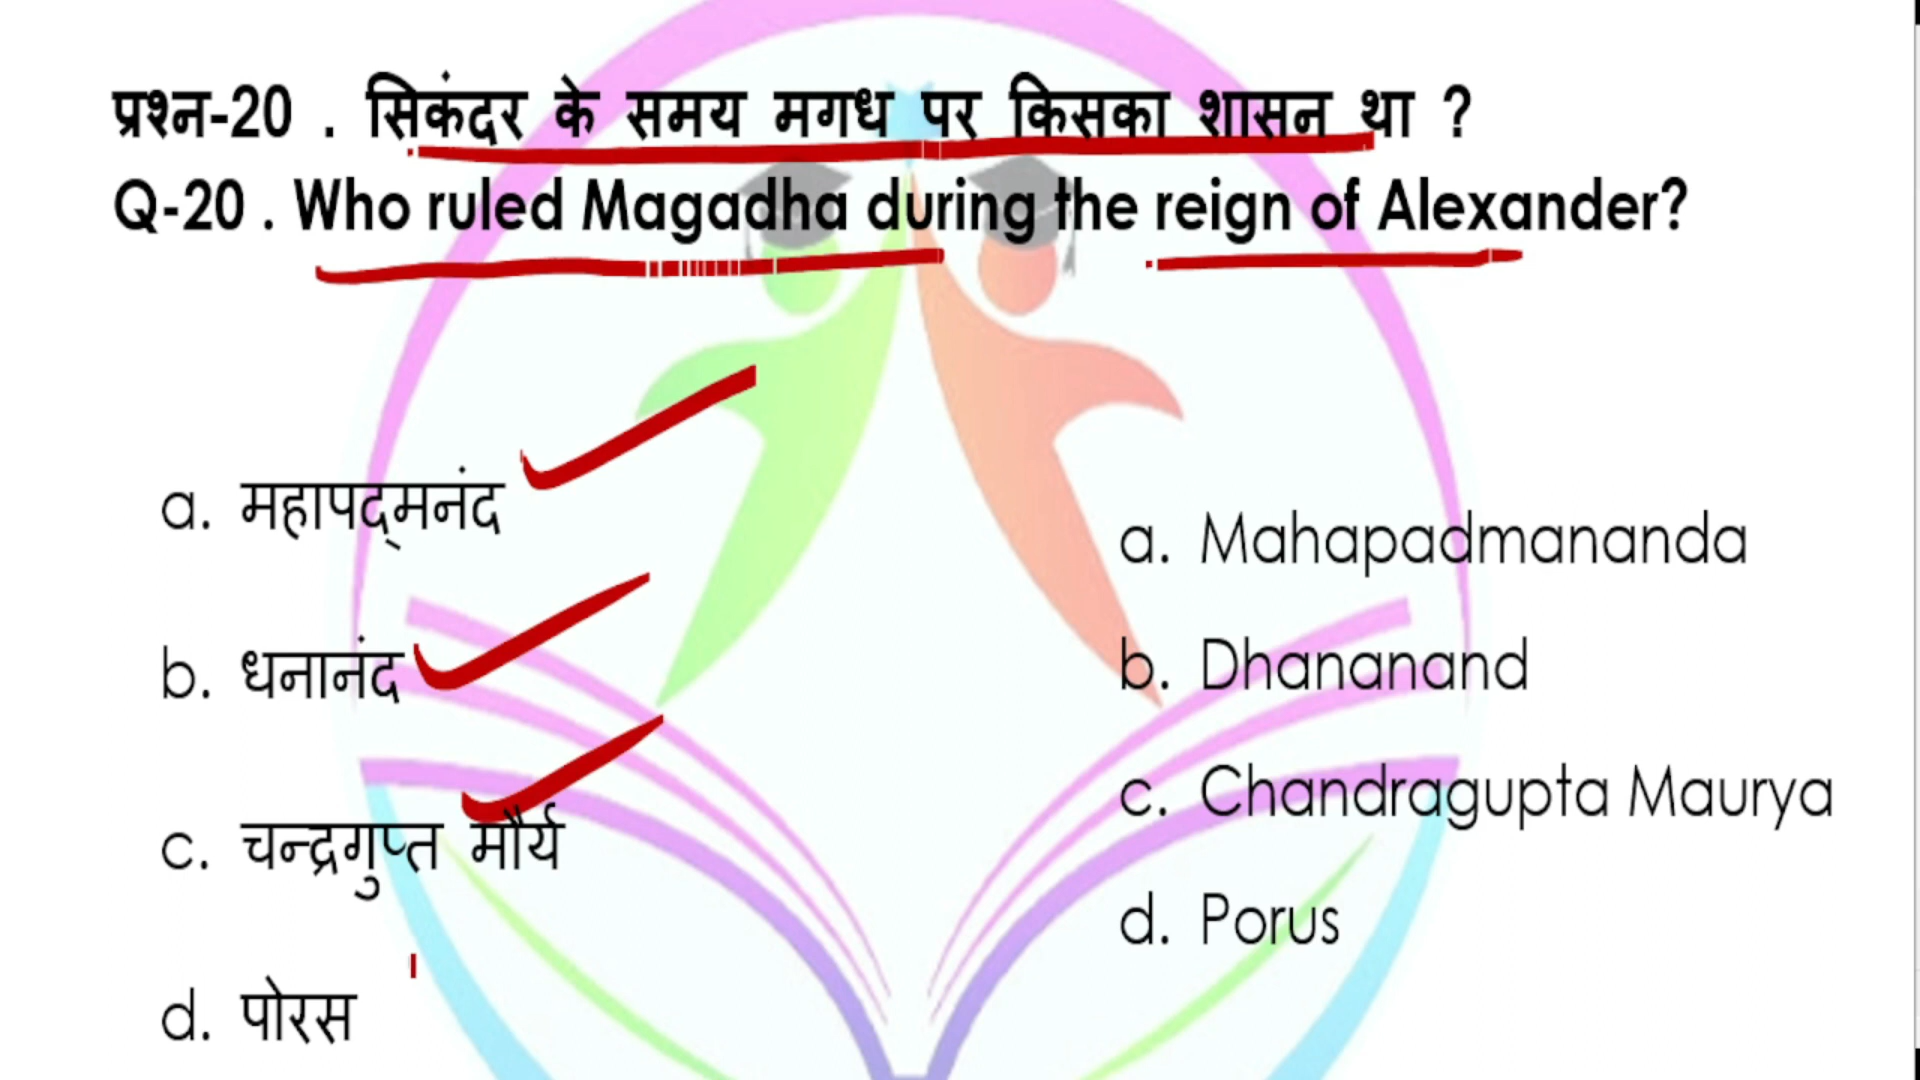 प्रश्न-20 . सिकंदर के समय मगध पर किसका शासन था ?
Q-20 . Who ruled Magadha during the reign of Alexander?
a. महापद्मनंद
b. धनानंद
c. चन्द्रगुप्त मौर्य
d. पोरस
a. Mahapadmananda
b. Dhananand
c. Chandragupta Maurya
d. Porus